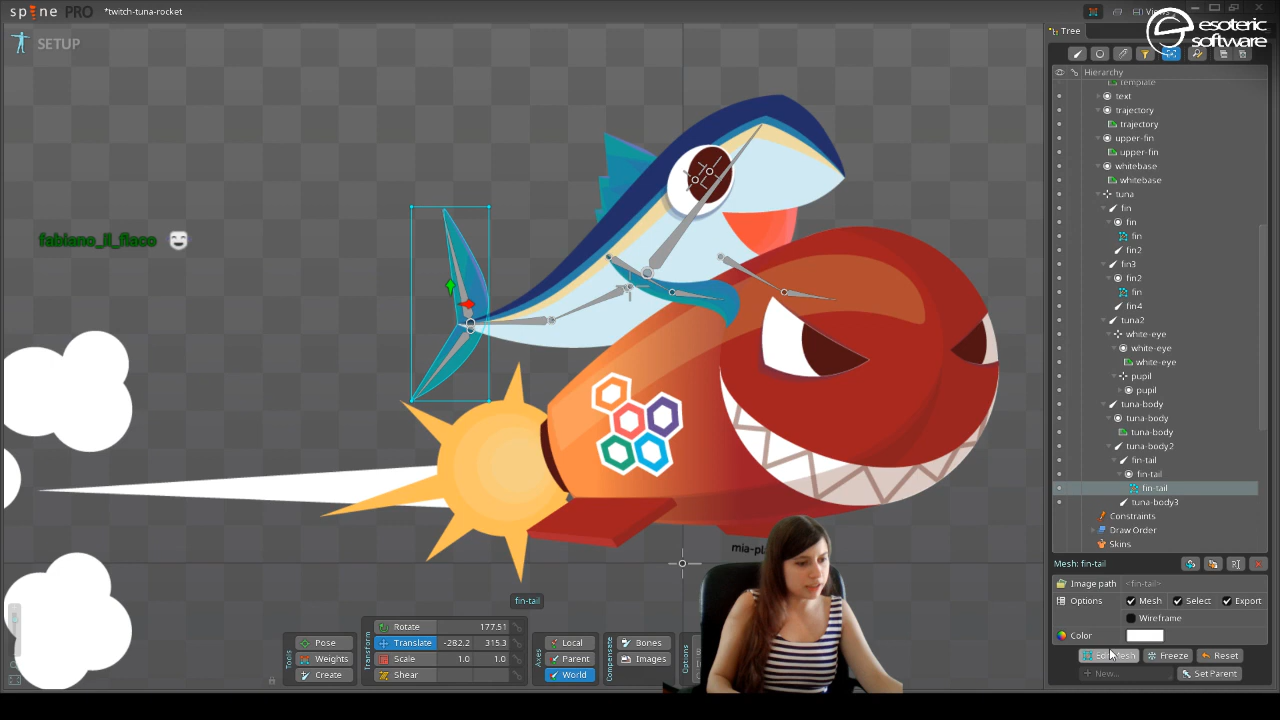 spine PRO
*twitch-tuna-rocket
Views
esoteric
software
SETUP
Tree
Hierarchy
template
text
trajectory
trajectory
upper-fin
upper-fin
whitebase
whitebase
tuna
fin
fin
fin
fin2
fin3
fin2
fin
fin4
tuna2
white-eye
white-eye
white-eye
pupil
pupil
tuna-body
tuna-body
tuna-body
tuna-body2
fin-tail
fin-tail
fin-tail
tuna-body3
Constraints
Draw Order
Skins
Mesh: fin-tail
Image path <fin-tail>
Options Mesh Select Export
Wireframe
Color
Edit Mesh Freeze Reset
New... Set Parent
fabiano_il_fiaco
fin-tail
Tools
Pose
Weights
Create
Transform
Rotate 177.51
Translate -282.2 315.3
Scale 1.0 1.0
Shear
Axes
Local
Parent
World
Compensate
Bones
Images
Options